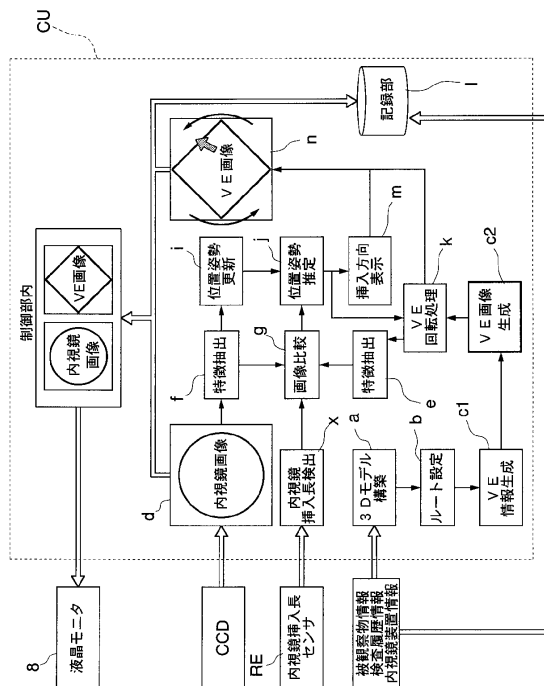 CU
制御部内
内視鏡
画像
VE画像
8
液晶モニタ
CCD
RE
内視鏡挿入長
センサ
被観察物情報
検査履歴情報
内視鏡装置情報
d
内視鏡画像
f
特徴抽出
i
位置姿勢
更新
j
位置姿勢
推定
g
画像比較
特徴抽出
e
x
内視鏡
挿入長検出
a
3Dモデル
構築
b
ルート設定
c1
VE
情報生成
c2
VE画像
生成
k
VE
回転処理
m
挿入方向
表示
n
VE画像
l
記録部